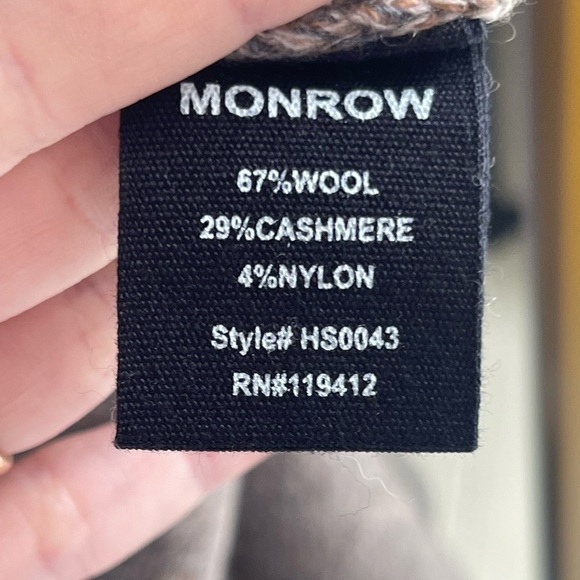 MONROW
67%WOOL
29%CASHMERE
4%NYLON
Style# HS0043
RN#119412